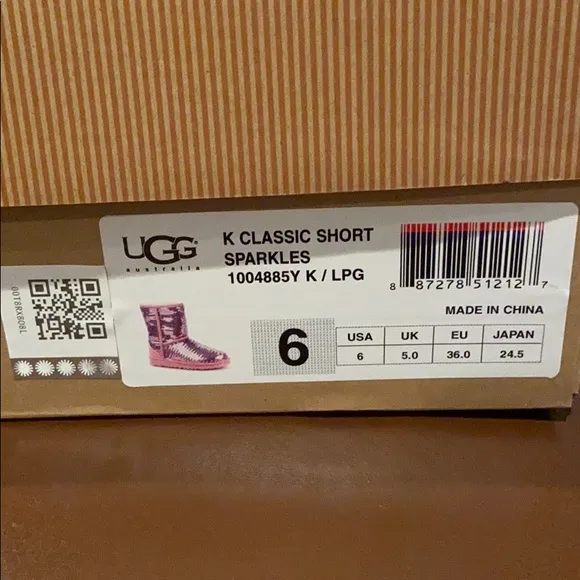 UGG®
australia
K CLASSIC SHORT
SPARKLES
1004885Y K / LPG
8 87278 51212 7
MADE IN CHINA
6
USA UK EU JAPAN
6 5.0 36.0 24.5